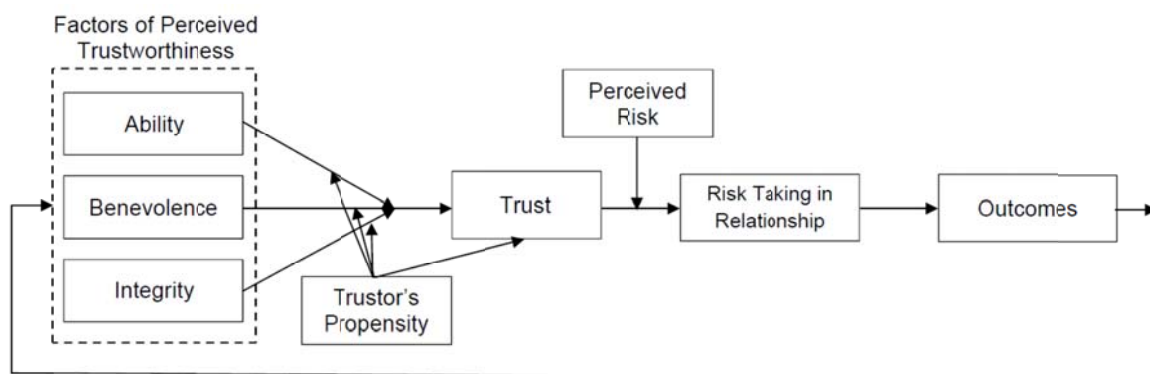 Factors of Perceived
Trustworthiness
Ability
Benevolence
Integrity
Trustor's
Propensity
Trust
Perceived
Risk
Risk Taking in
Relationship
Outcomes